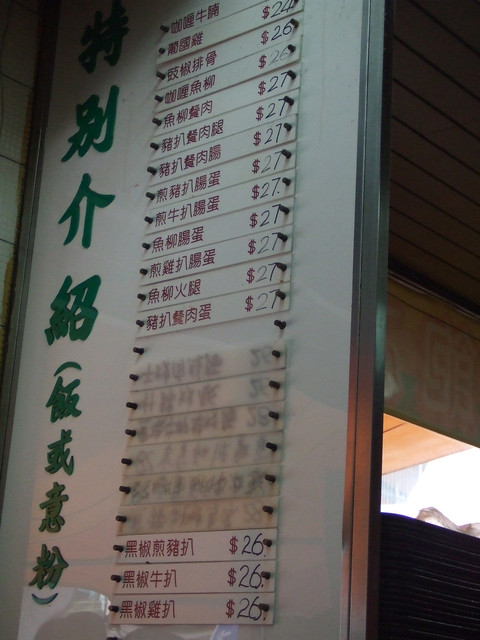 特別介紹(飯或意粉)
咖喱牛腩 $24
葡國雞 $26
豉椒排骨 $26
咖喱魚柳 $27
魚柳餐肉 $27
豬扒餐肉腿 $27
豬扒餐肉腸 $27
煎豬扒腸蛋 $27
煎牛扒腸蛋 $27
魚柳腸蛋 $27
煎雞扒腸蛋 $27
魚柳火腿 $27
豬扒餐肉蛋 $27
黑椒煎豬扒 $26
黑椒牛扒 $26
黑椒雞扒 $26